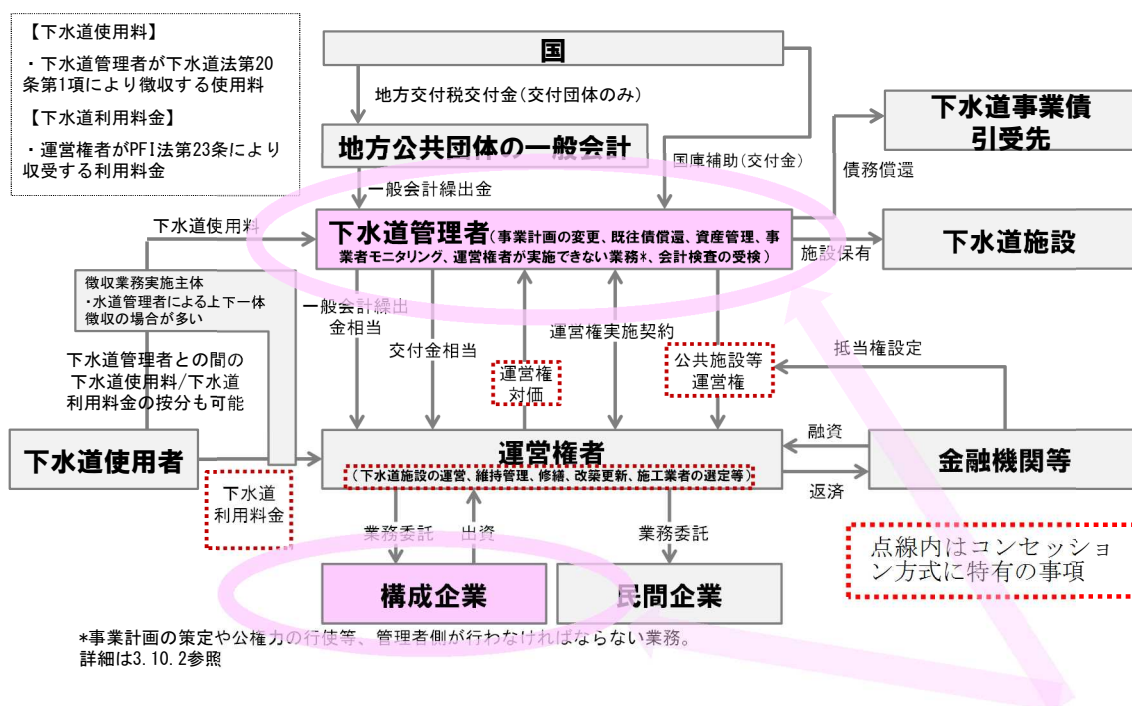 【下水道使用料】
・下水道管理者が下水道法第20
条第1項により徴収する使用料
【下水道利用料金】
・運営権者がPFI法第23条により
収受する利用料金
国
地方交付税交付金(交付団体のみ)
地方公共団体の一般会計
国庫補助(交付金)
下水道事業債
引受先
債務償還
一般会計繰出金
下水道使用料
下水道管理者(事業計画の変更、既往債償還、資産管理、事
業者モニタリング、運営権者が実施できない業務*、会計検査の受検)
施設保有
下水道施設
徴収業務実施主体
・水道管理者による上下一体
徴収の場合が多い
一般会計繰出
金相当
交付金相当
運営権
対価
運営権実施契約
公共施設等
運営権
抵当権設定
下水道管理者との間の
下水道使用料/下水道
利用料金の按分も可能
下水道使用者
下水道
利用料金
運営権者
(下水道施設の運営、維持管理、修繕、改築更新、施工業者の選定等)
融資
返済
金融機関等
業務委託
出資
業務委託
構成企業
民間企業
点線内はコンセッショ
ン方式に特有の事項
*事業計画の策定や公権力の行使等、管理者側が行わなければならない業務。
詳細は3.10.2参照